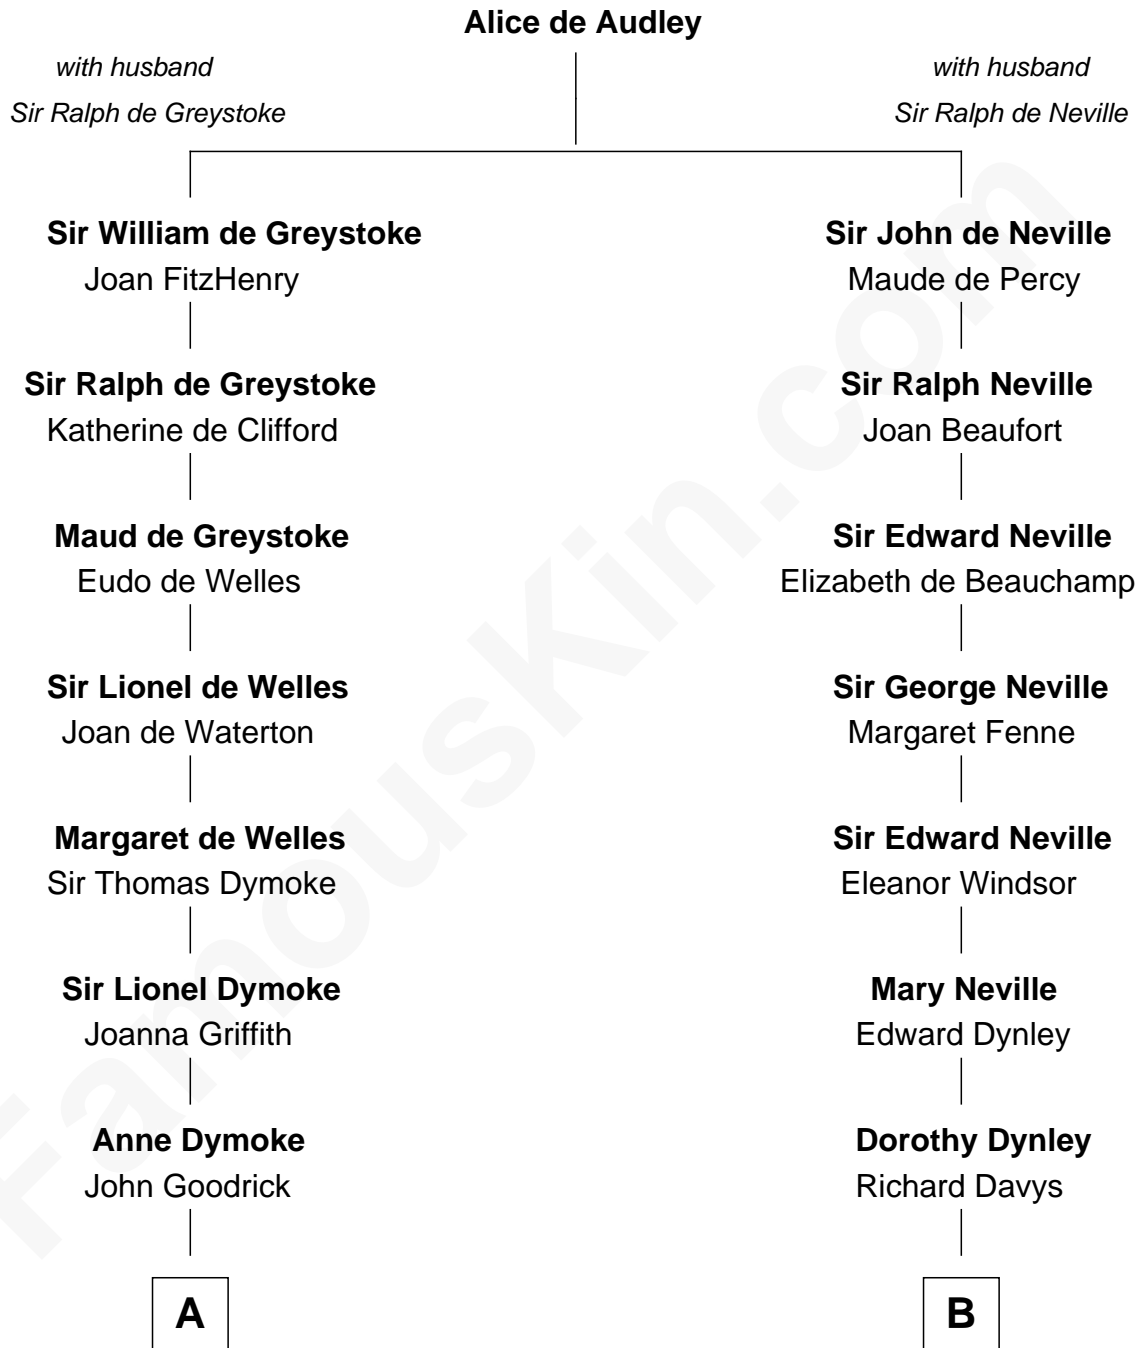 Alice de Audley
with husband
Sir Ralph de Greystoke
with husband
Sir Ralph de Neville
Sir William de Greystoke
Joan FitzHenry
Sir Ralph de Greystoke
Katherine de Clifford
Maud de Greystoke
Eudo de Welles
Sir Lionel de Welles
Joan de Waterton
Margaret de Welles
Sir Thomas Dymoke
Sir Lionel Dymoke
Joanna Griffith
Anne Dymoke
John Goodrick
A
Sir John de Neville
Maude de Percy
Sir Ralph Neville
Joan Beaufort
Sir Edward Neville
Elizabeth de Beauchamp
Sir George Neville
Margaret Fenne
Sir Edward Neville
Eleanor Windsor
Mary Neville
Edward Dynley
Dorothy Dynley
Richard Davys
B
FamousKin.com